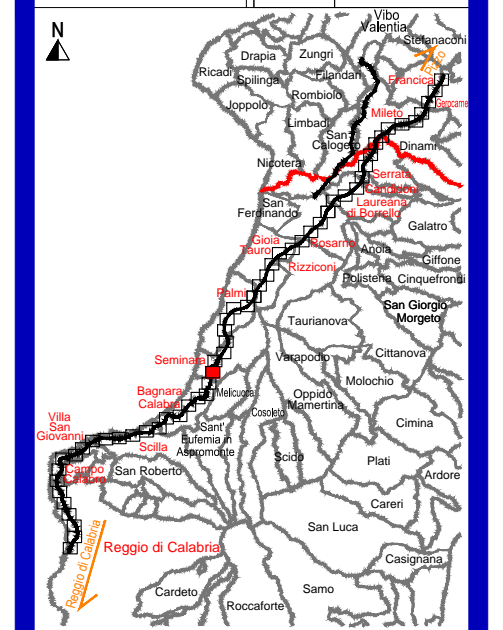 N
Vibo
Valentia
Stefanaconi
Pizzo
Drapia
Zungri
Ricadi
Spilinga
Filandari
Francica
Rombiolo
Joppolo
Gerocarne
Mileto
Limbadi
San
Calogero
Dinami
Nicotera
Serrata
Candidoni
San
Ferdinando
Laureana
di Borrello
Galatro
Gioia
Tauro
Rosarno
Anoia
Giffone
Rizziconi
Polistena
Cinquefrondi
Palmi
San Giorgio
Morgeto
Taurianova
Seminara
Varapodio
Cittanova
Molochio
Bagnara
Calabra
Melicucca
Oppido
Mamertina
Cosoleto
Villa
San
Giovanni
Sant'
Eufemia in
Aspromonte
Cimina
Scilla
Scido
Plati
Campo
Calabro
San Roberto
Ardore
Careri
San Luca
Reggio di Calabria
Reggio di Calabria
Casignana
Cardeto
Samo
Roccaforte